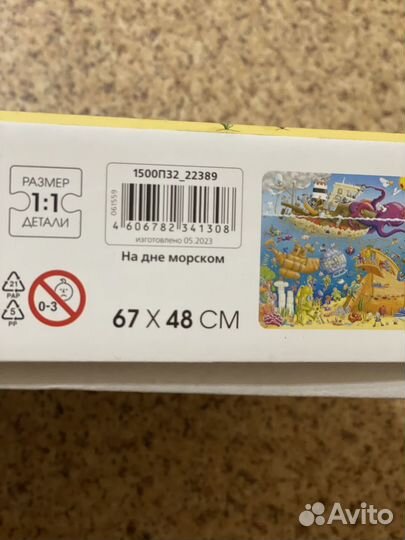 РАЗМЕР
1:1
ДЕТАЛИ
1500П32_22389
061559
4 606782 341308
изготовлено 05.2023
На дне морском
21
PAP
5
PP
0-3
67 X 48 СМ
Avito